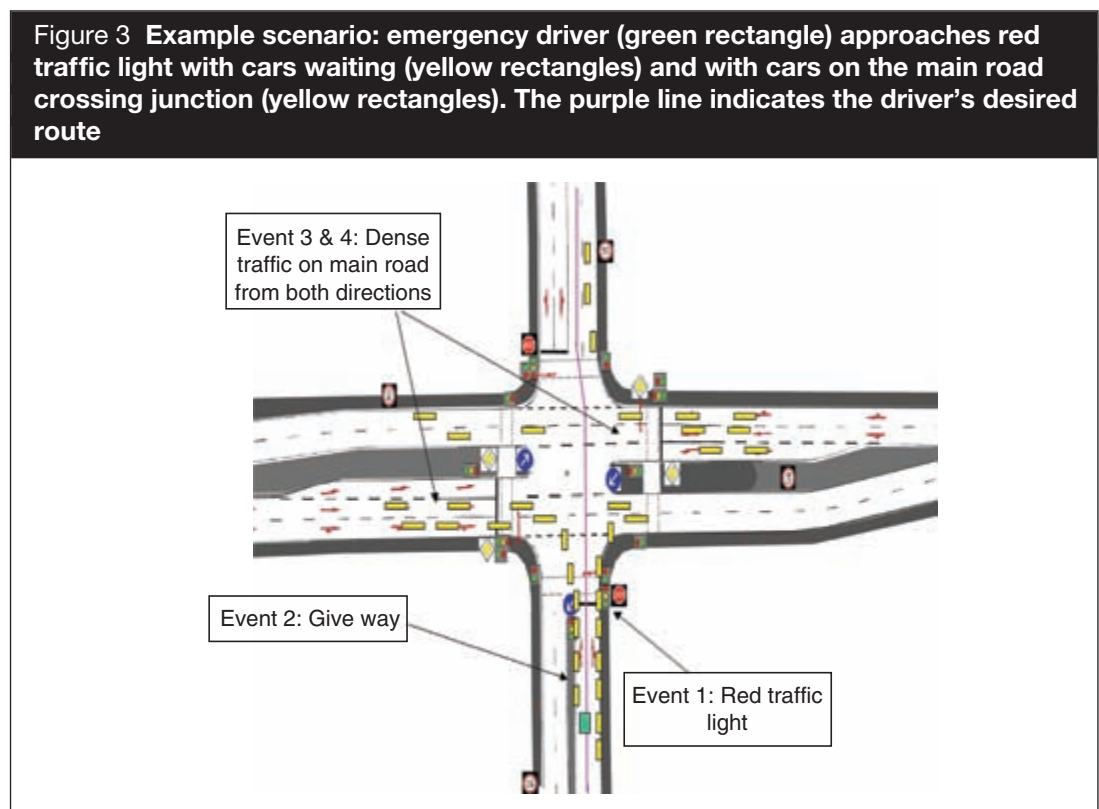 Figure 3 Example scenario: emergency driver (green rectangle) approaches red
traffic light with cars waiting (yellow rectangles) and with cars on the main road
crossing junction (yellow rectangles). The purple line indicates the driver’s desired
route
Event 3 & 4: Dense
traffic on main road
from both directions
Event 2: Give way
Event 1: Red traffic
light